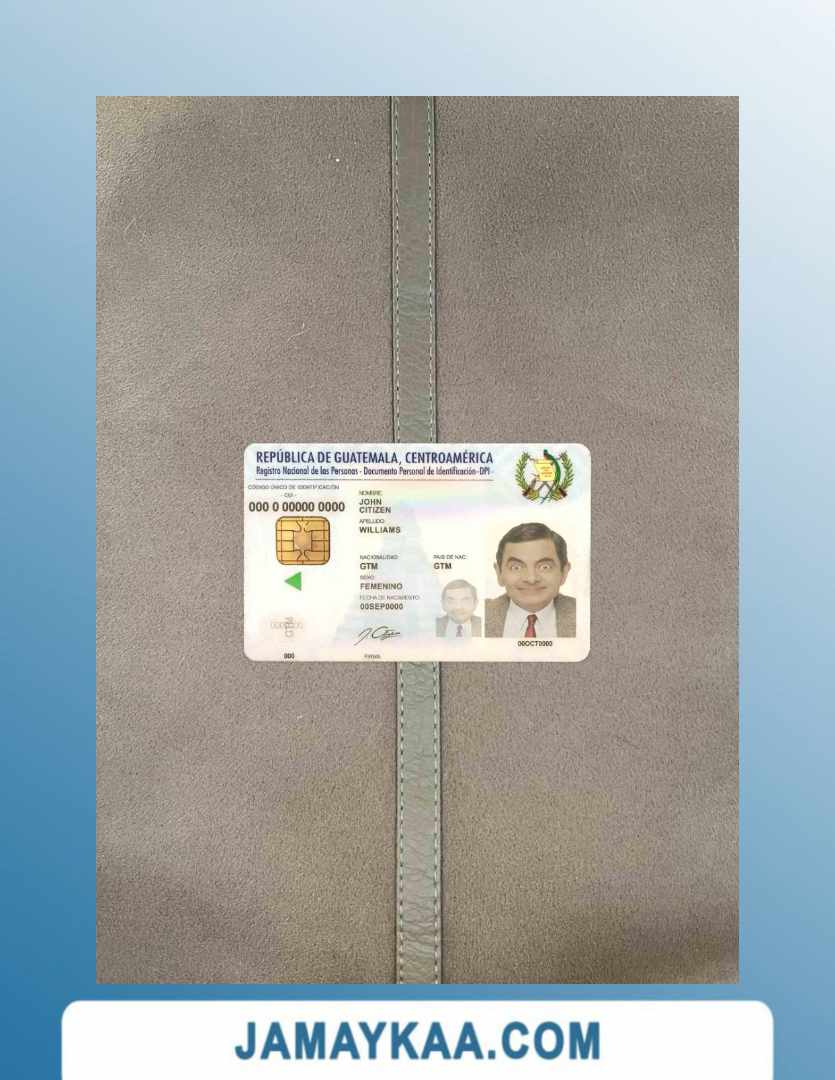 REPÚBLICA DE GUATEMALA, CENTROAMÉRICA
Registro Nacional de las Personas - Documento Personal de Identificación -DPI -
CÓDIGO ÚNICO DE IDENTIFICACIÓN
- CUI -
000 0 00000 0000
NOMBRE
JOHN
CITIZEN
APELLIDO
WILLIAMS
NACIONALIDAD
GTM
PAIS DE NAC.
GTM
SEXO
FEMENINO
FECHA DE NACIMIENTO
00SEP0000
GTM
000
FIRMA
00OCT0000
JAMAYKAA.COM